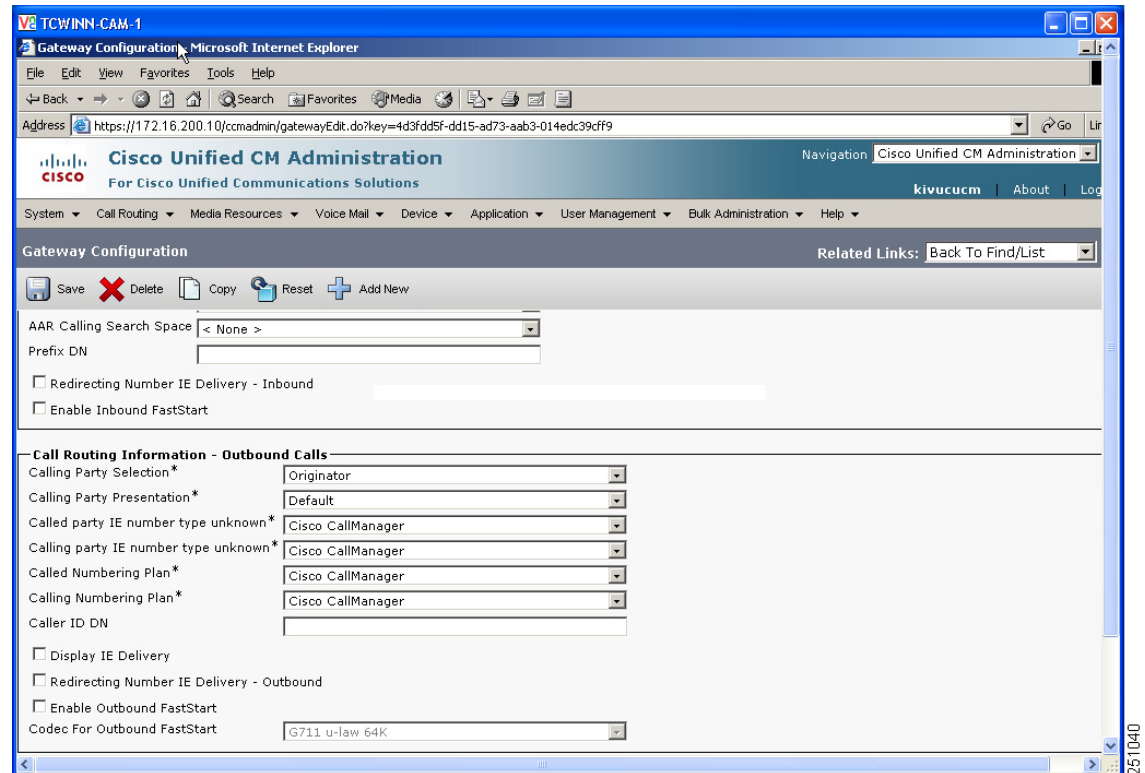 TCWINN-CAM-1
Gateway Configuration - Microsoft Internet Explorer
File Edit View Favorites Tools Help
Back Search Favorites Media
Address https://172.16.200.10/ccmadmin/gatewayEdit.do?key=4d3fdd5f-dd15-ad73-aab3-014edc39cff9 Go Lin
cisco
Cisco Unified CM Administration
For Cisco Unified Communications Solutions
Navigation Cisco Unified CM Administration
kivucucm | About | Log
System Call Routing Media Resources Voice Mail Device Application User Management Bulk Administration Help
Gateway Configuration Related Links: Back To Find/List
Save Delete Copy Reset Add New
AAR Calling Search Space < None >
Prefix DN
Redirecting Number IE Delivery - Inbound
Enable Inbound FastStart
Call Routing Information - Outbound Calls
Calling Party Selection* Originator
Calling Party Presentation* Default
Called party IE number type unknown* Cisco CallManager
Calling party IE number type unknown* Cisco CallManager
Called Numbering Plan* Cisco CallManager
Calling Numbering Plan* Cisco CallManager
Caller ID DN
Display IE Delivery
Redirecting Number IE Delivery - Outbound
Enable Outbound FastStart
Codec For Outbound FastStart G711 u-law 64K
251040